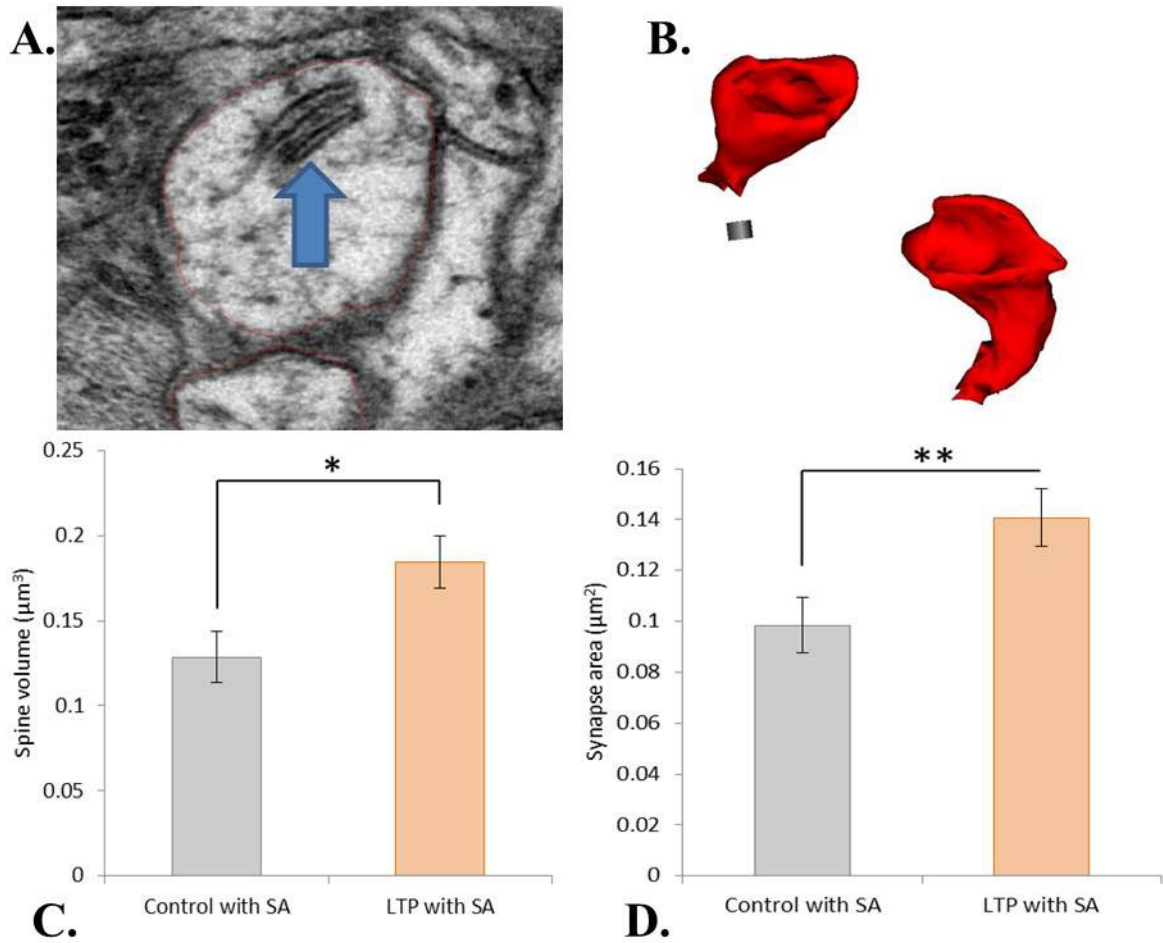 A.
B.
0.25
0.2
0.15
0.1
0.05
0
Spine volume (µm³)
*
Control with SA
LTP with SA
C.
0.16
0.14
0.12
0.1
0.08
0.06
0.04
0.02
0
Synapse area (µm²)
**
Control with SA
LTP with SA
D.